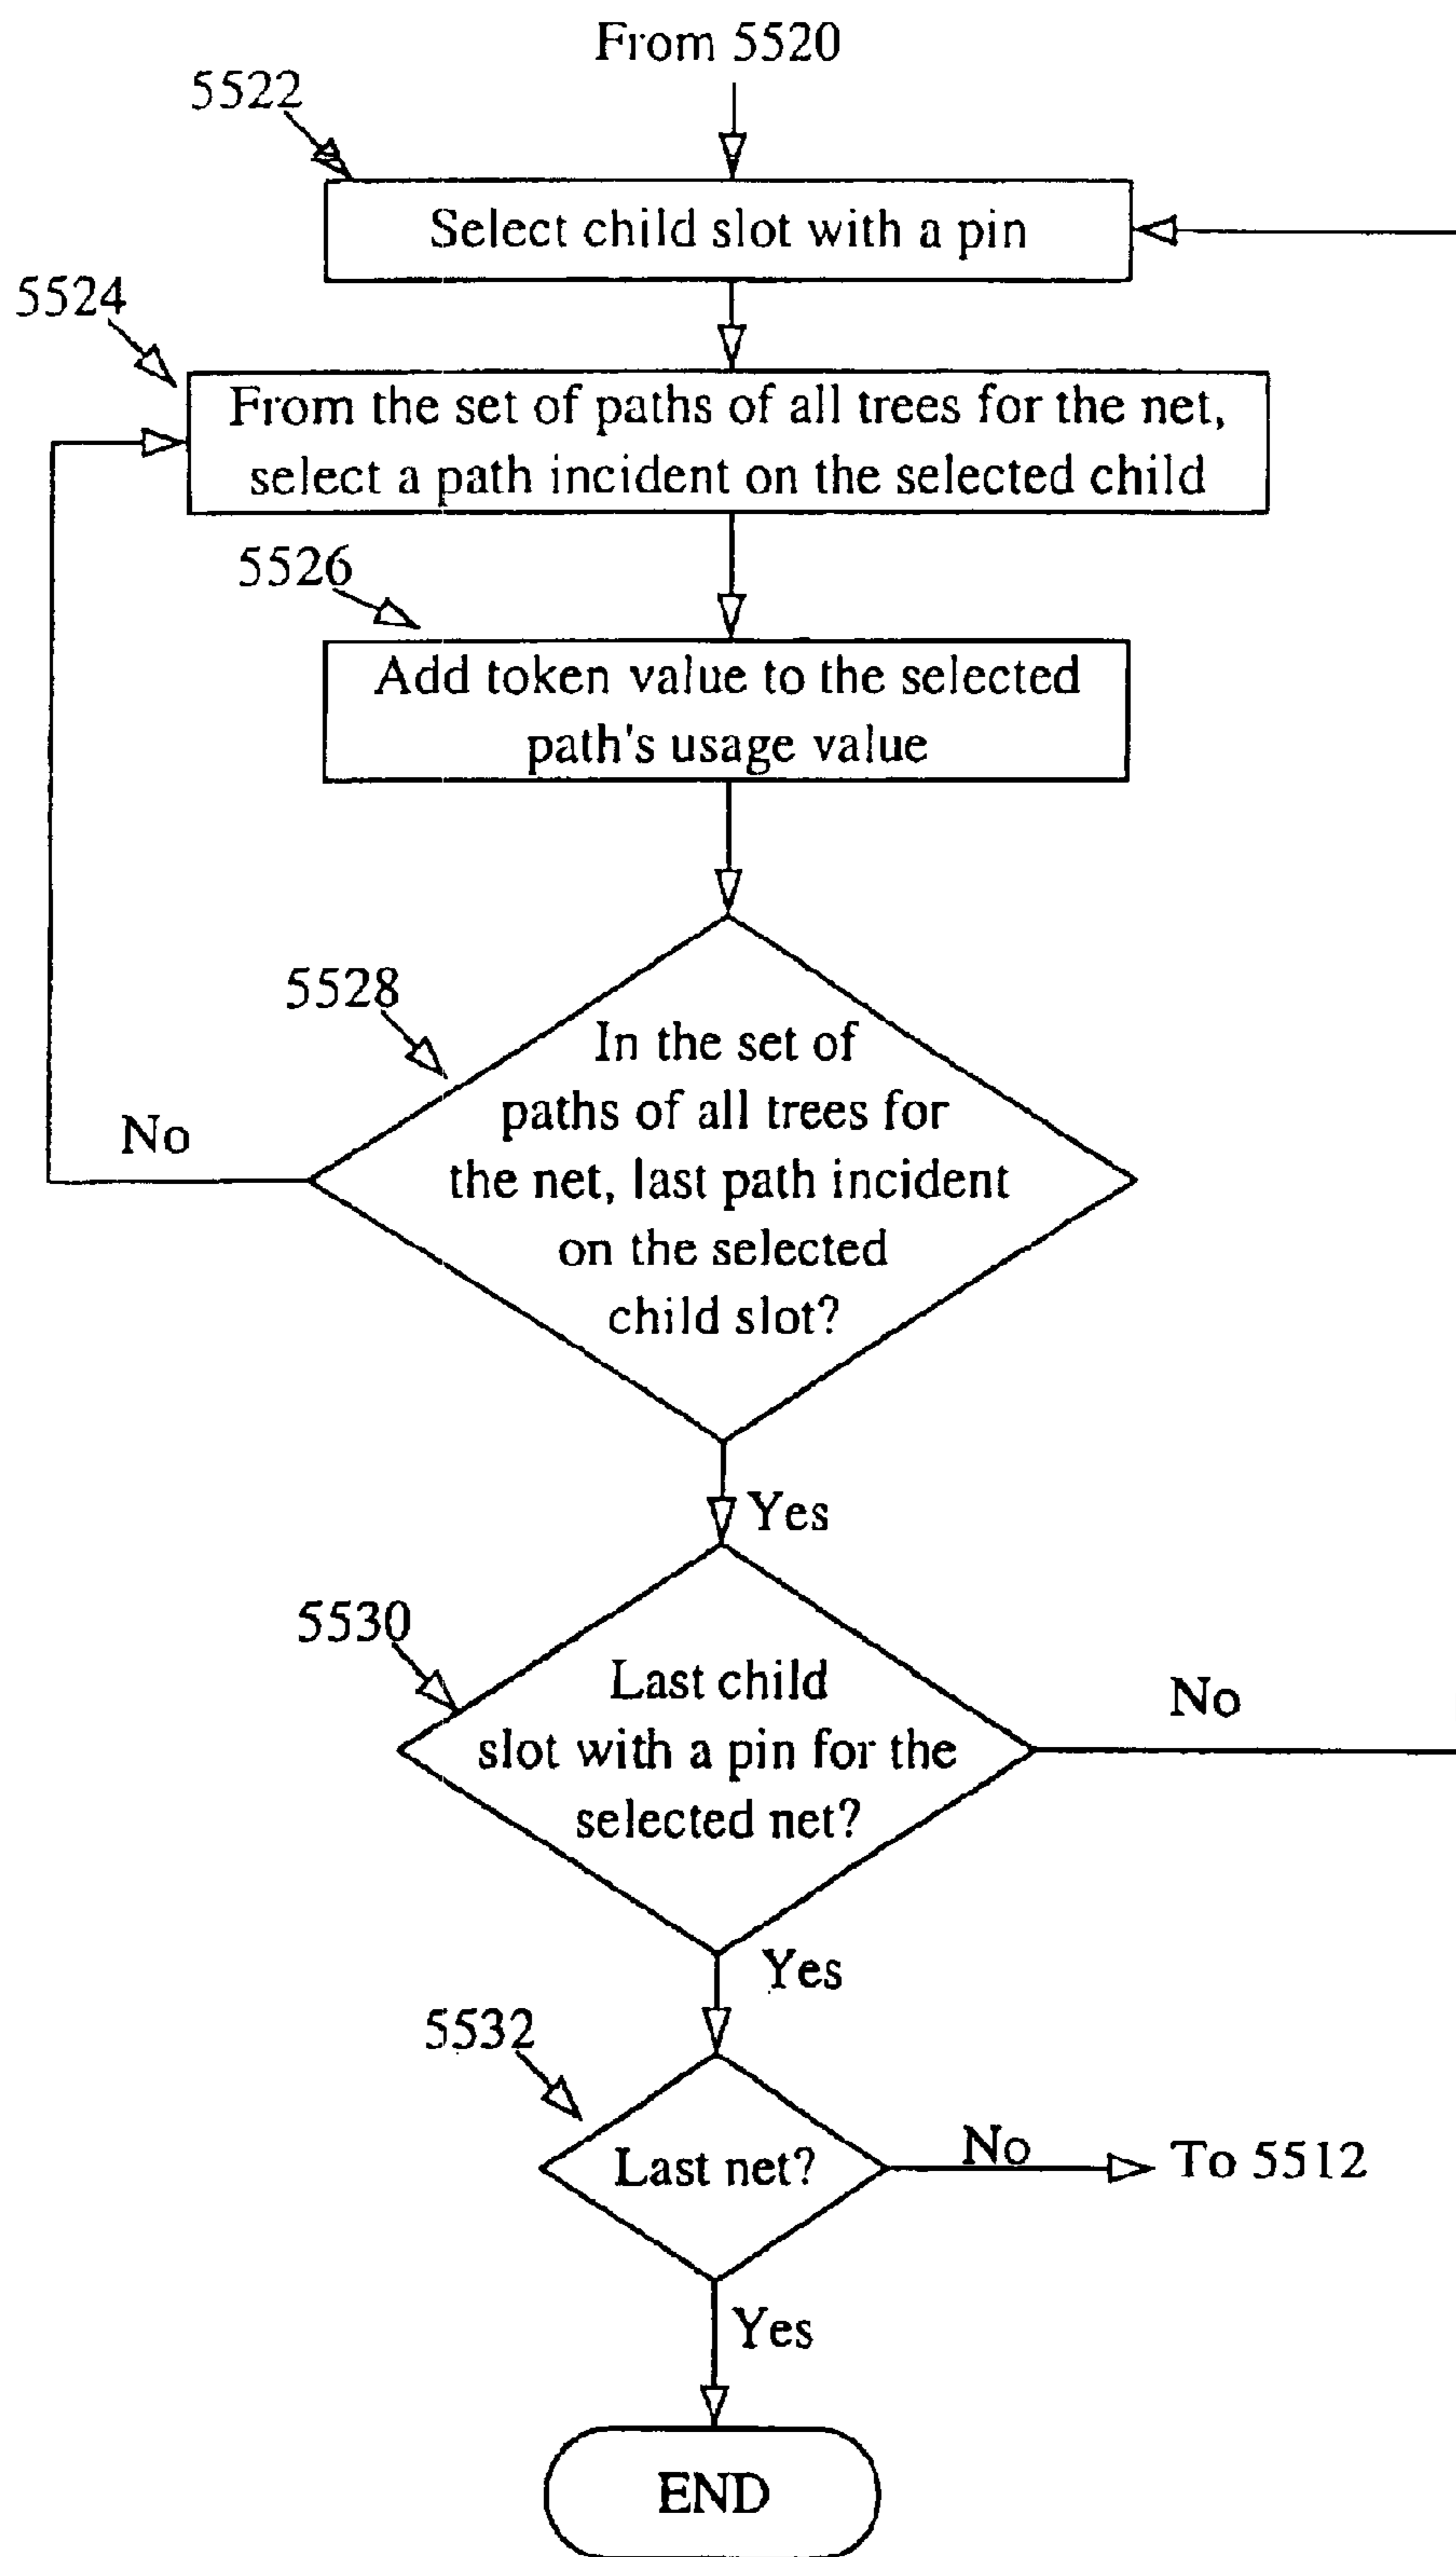 From 5520
5522
Select child slot with a pin
5524
From the set of paths of all trees for the net,
select a path incident on the selected child
5526
Add token value to the selected
path's usage value
5528
In the set of
paths of all trees for
the net, last path incident
on the selected
child slot?
No
Yes
5530
Last child
slot with a pin for the
selected net?
No
Yes
5532
Last net?
No
To 5512
Yes
END